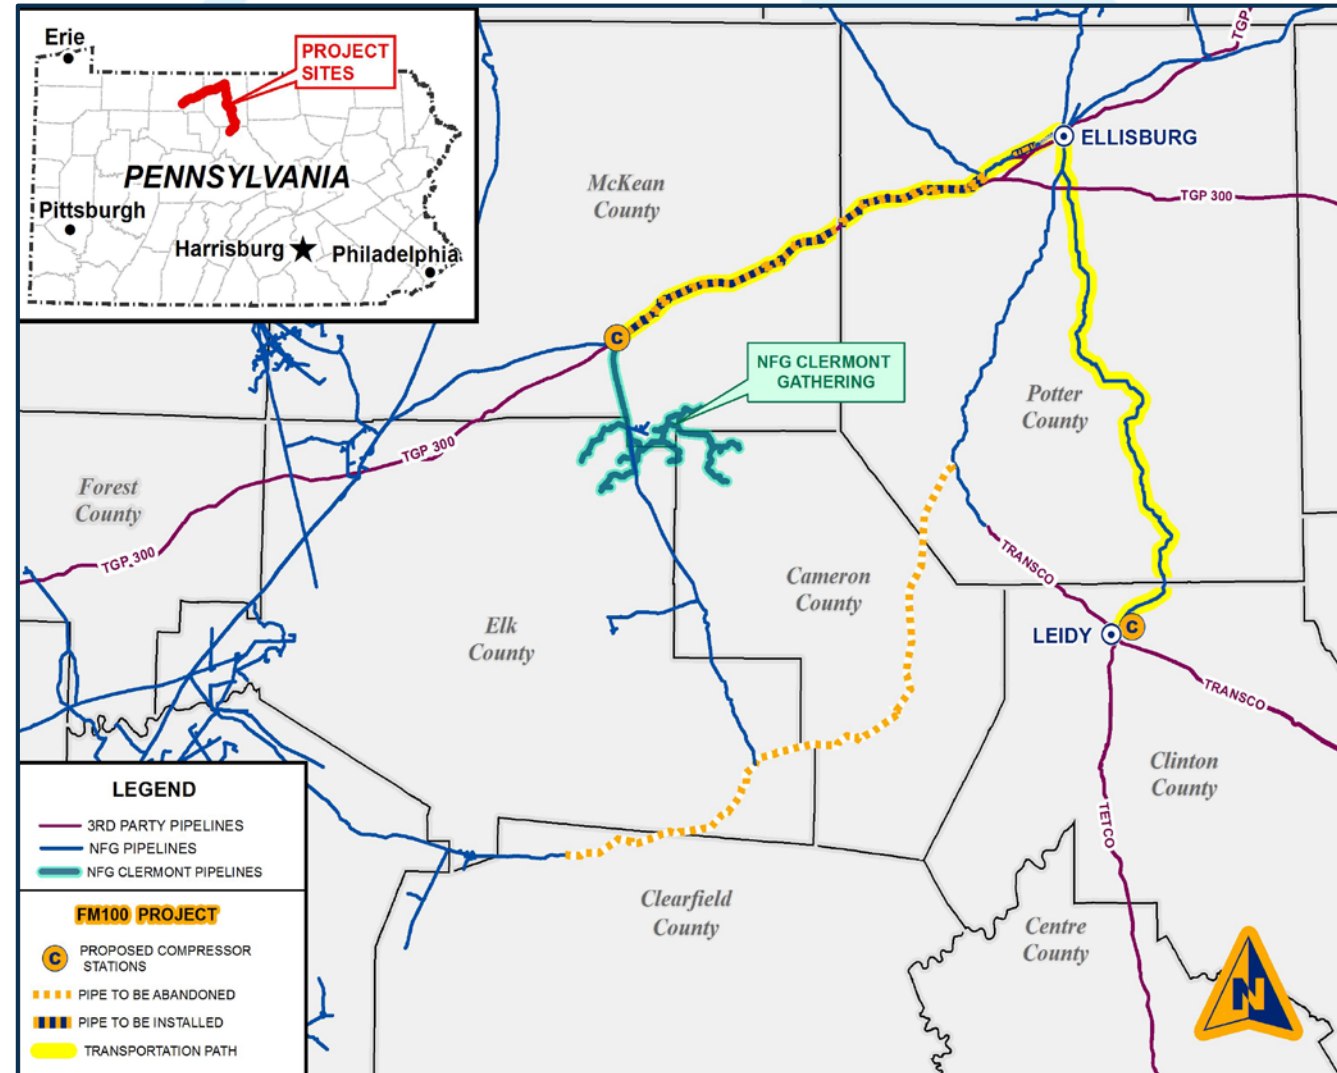 Erie
PROJECT
SITES
PENNSYLVANIA
Pittsburgh
Harrisburg
Philadelphia
TGP
ELLISBURG
McKean
County
TGP 300
C
NFG CLERMONT
GATHERING
Potter
County
TGP 300
Forest
County
TGP 300
TRANSCO
Cameron
County
Elk
County
LEIDY
C
TRANSCO
Clinton
County
TETCO
Clearfield
County
Centre
County
N
LEGEND
3RD PARTY PIPELINES
NFG PIPELINES
NFG CLERMONT PIPELINES
FM100 PROJECT
C
PROPOSED COMPRESSOR
STATIONS
PIPE TO BE ABANDONED
PIPE TO BE INSTALLED
TRANSPORTATION PATH